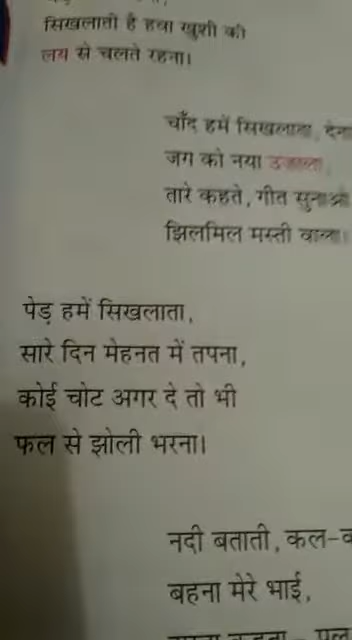 सिखलाती है हवा खुशी की
लय से चलते रहना।
चाँद हमें सिखलाता, देना
जग को नया उजाला,
तारे कहते, गीत सुनाओ
झिलमिल मस्ती वाला।
पेड़ हमें सिखलाता,
सारे दिन मेहनत में तपना,
कोई चोट अगर दे तो भी
फल से झोली भरना।
नदी बताती, कल-
बहना मेरे भाई,